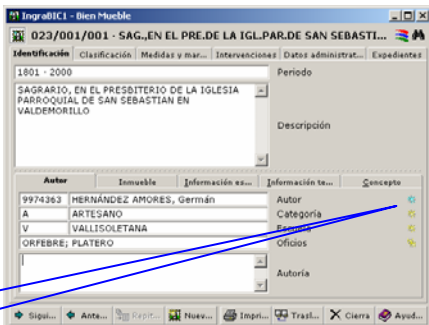 IngraBIC1 - Bien Mueble
023/001/001 - SAG.,EN EL PRE.DE LA IGL.PAR.DE SAN SEBASTI...
Identificación Clasificación Medidas y mar... Intervenciones Datos administrat... Expedientes
1801 - 2000 Periodo
SAGRARIO, EN EL PRESBITERIO DE LA IGLESIA
PARROQUIAL DE SAN SEBASTIAN EN
VALDEMORILLO
Descripción
Autor Inmueble Información es... Información te... Concepto
9974363 HERNÁNDEZ AMORES, Germán Autor
A ARTESANO Categoría
V VALLISOLETANA Escuela
ORFEBRE; PLATERO Oficios
Autoría
Sigui... Ante... Repit... Nuev... Imprí... Trasl... Cierra Ayud...